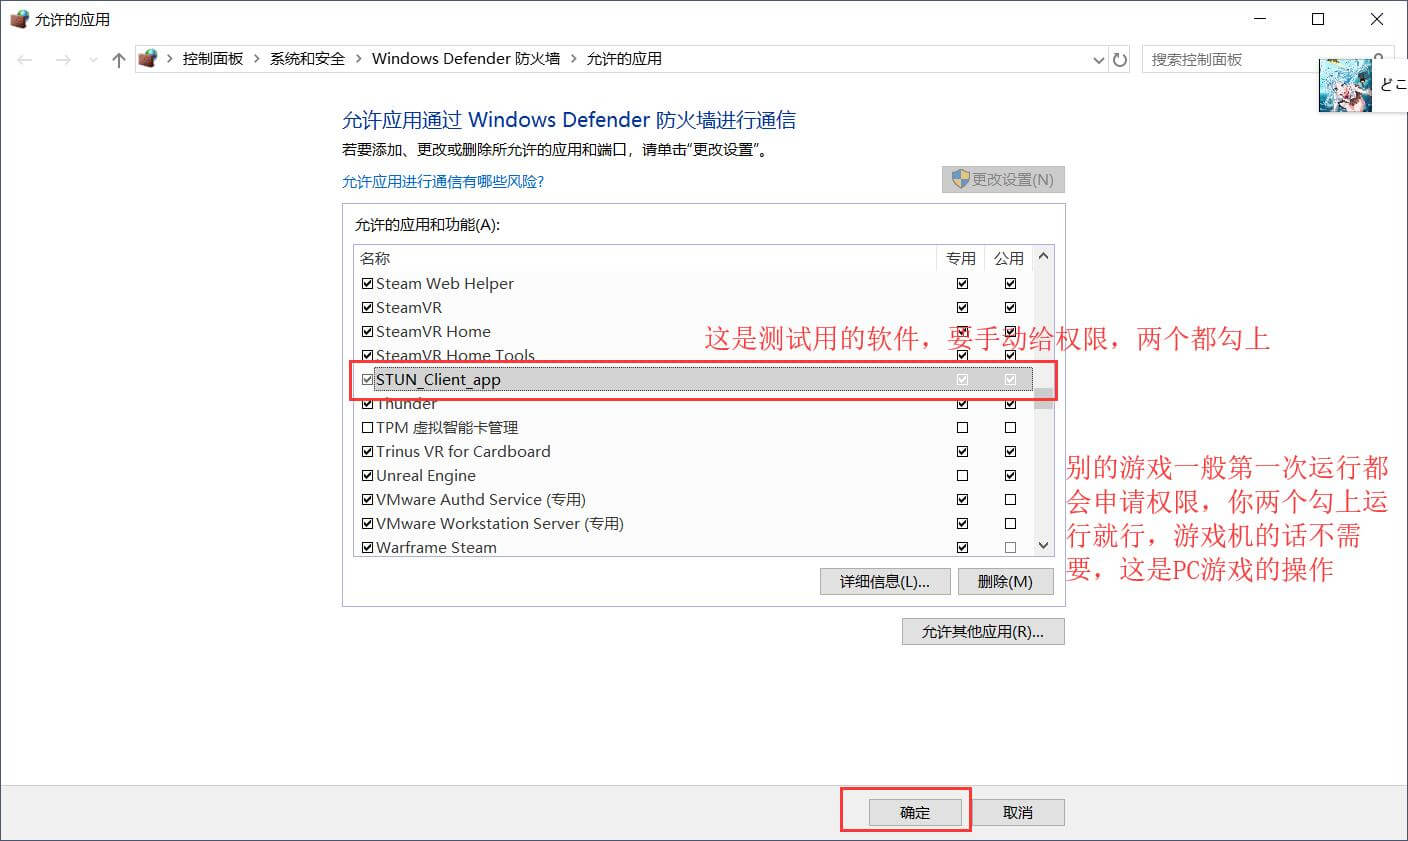 允许的应用
控制面板 > 系统和安全 > Windows Defender 防火墙 > 允许的应用
搜索控制面板
どこ
允许应用通过 Windows Defender 防火墙进行通信
若要添加、更改或删除所允许的应用和端口，请单击“更改设置”。
允许应用进行通信有哪些风险?
更改设置(N)
允许的应用和功能(A):
名称 专用 公用
Steam Web Helper
SteamVR
SteamVR Home
这是测试用的软件，要手动给权限，两个都勾上
SteamVR Home Tools
STUN_Client_app
Thunder
TPM 虚拟智能卡管理
Trinus VR for Cardboard
Unreal Engine
VMware Authd Service (专用)
VMware Workstation Server (专用)
Warframe Steam
别的游戏一般第一次运行都
会申请权限，你两个勾上运
行就行，游戏机的话不需
要，这是PC游戏的操作
详细信息(L)... 删除(M)
允许其他应用(R)...
确定 取消